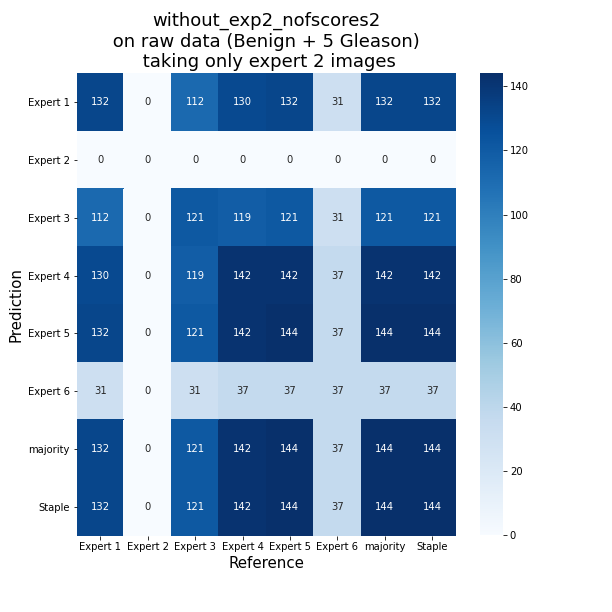 without_exp2_nofscores2
on raw data (Benign + 5 Gleason)
taking only expert 2 images
Prediction
Expert 1 132 0 112 130 132 31 132 132
Expert 2 0 0 0 0 0 0 0 0
Expert 3 112 0 121 119 121 31 121 121
Expert 4 130 0 119 142 142 37 142 142
Expert 5 132 0 121 142 144 37 144 144
Expert 6 31 0 31 37 37 37 37 37
majority 132 0 121 142 144 37 144 144
Staple 132 0 121 142 144 37 144 144
Expert 1 Expert 2 Expert 3 Expert 4 Expert 5 Expert 6 majority Staple
Reference
140
120
100
80
60
40
20
0